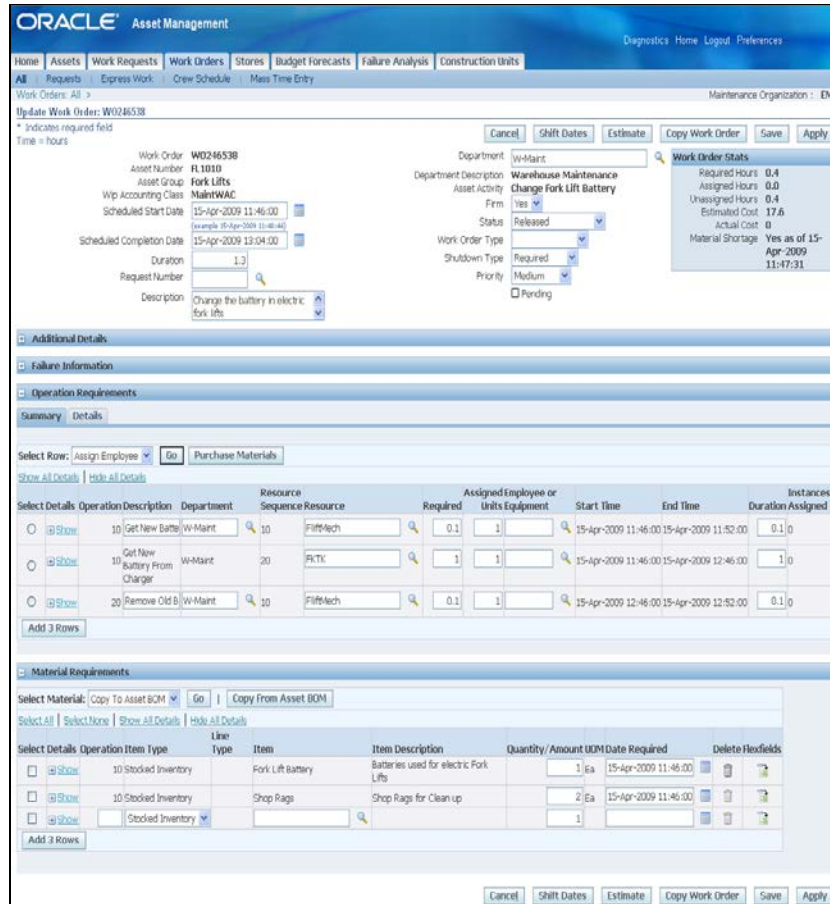 ORACLE Asset Management
Diagnostics Home Logout Preferences
Home Assets Work Requests Work Orders Stores Budget Forecasts Failure Analysis Construction Units
All | Requests | Express Work | Crew Schedule | Mass Time Entry
Work Orders: All >
Maintenance Organization : EM
Update Work Order: WO246538
* Indicates required field
Time = hours
Cancel Shift Dates Estimate Copy Work Order Save Apply
Work Order WO246538
Asset Number FL1010
Asset Group Fork Lifts
Wip Accounting Class MaintWAC
Scheduled Start Date 15-Apr-2009 11:46:00
Scheduled Completion Date 15-Apr-2009 13:04:00
Duration 1.3
Request Number
Description Change the battery in electric fork lifts
Department W-Maint
Department Description Warehouse Maintenance
Asset Activity Change Fork Lift Battery
Firm Yes
Status Released
Work Order Type
Shutdown Type Required
Priority Medium
Pending
Work Order Stats
Required Hours 0.4
Assigned Hours 0.0
Unassigned Hours 0.4
Estimated Cost 17.6
Actual Cost 0
Material Shortage Yes as of 15-Apr-2009 11:47:31
Additional Details
Failure Information
Operation Requirements
Summary Details
Select Row: Assign Employee Go Purchase Materials
Show All Details | Hide All Details
Select Details Operation Description Department Resource Sequence Resource Required Assigned Units Employee or Equipment Start Time End Time Duration Instances Assigned
Show 10 Get New Batte W-Maint 10 FliftMech 0.1 1 15-Apr-2009 11:46:00 15-Apr-2009 11:52:00 0.1 0
Show 10 Get New Battery From Charger W-Maint 20 FKTK 1 1 15-Apr-2009 11:46:00 15-Apr-2009 12:46:00 1 0
Show 20 Remove Old B W-Maint 10 FliftMech 0.1 1 15-Apr-2009 12:46:00 15-Apr-2009 12:52:00 0.1 0
Add 3 Rows
Material Requirements
Select Material: Copy To Asset BOM Go | Copy From Asset BOM
Select All | Select None | Show All Details | Hide All Details
Select Details Operation Item Type Line Type Item Item Description Quantity/Amount UOM Date Required Delete Flexfields
Show 10 Stocked Inventory Fork Lift Battery Batteries used for electric Fork Lifts 1 Ea 15-Apr-2009 11:46:00
Show 10 Stocked Inventory Shop Rags Shop Rags for Clean up 2 Ea 15-Apr-2009 11:46:00
Show Stocked Inventory 1
Add 3 Rows
Cancel Shift Dates Estimate Copy Work Order Save Apply